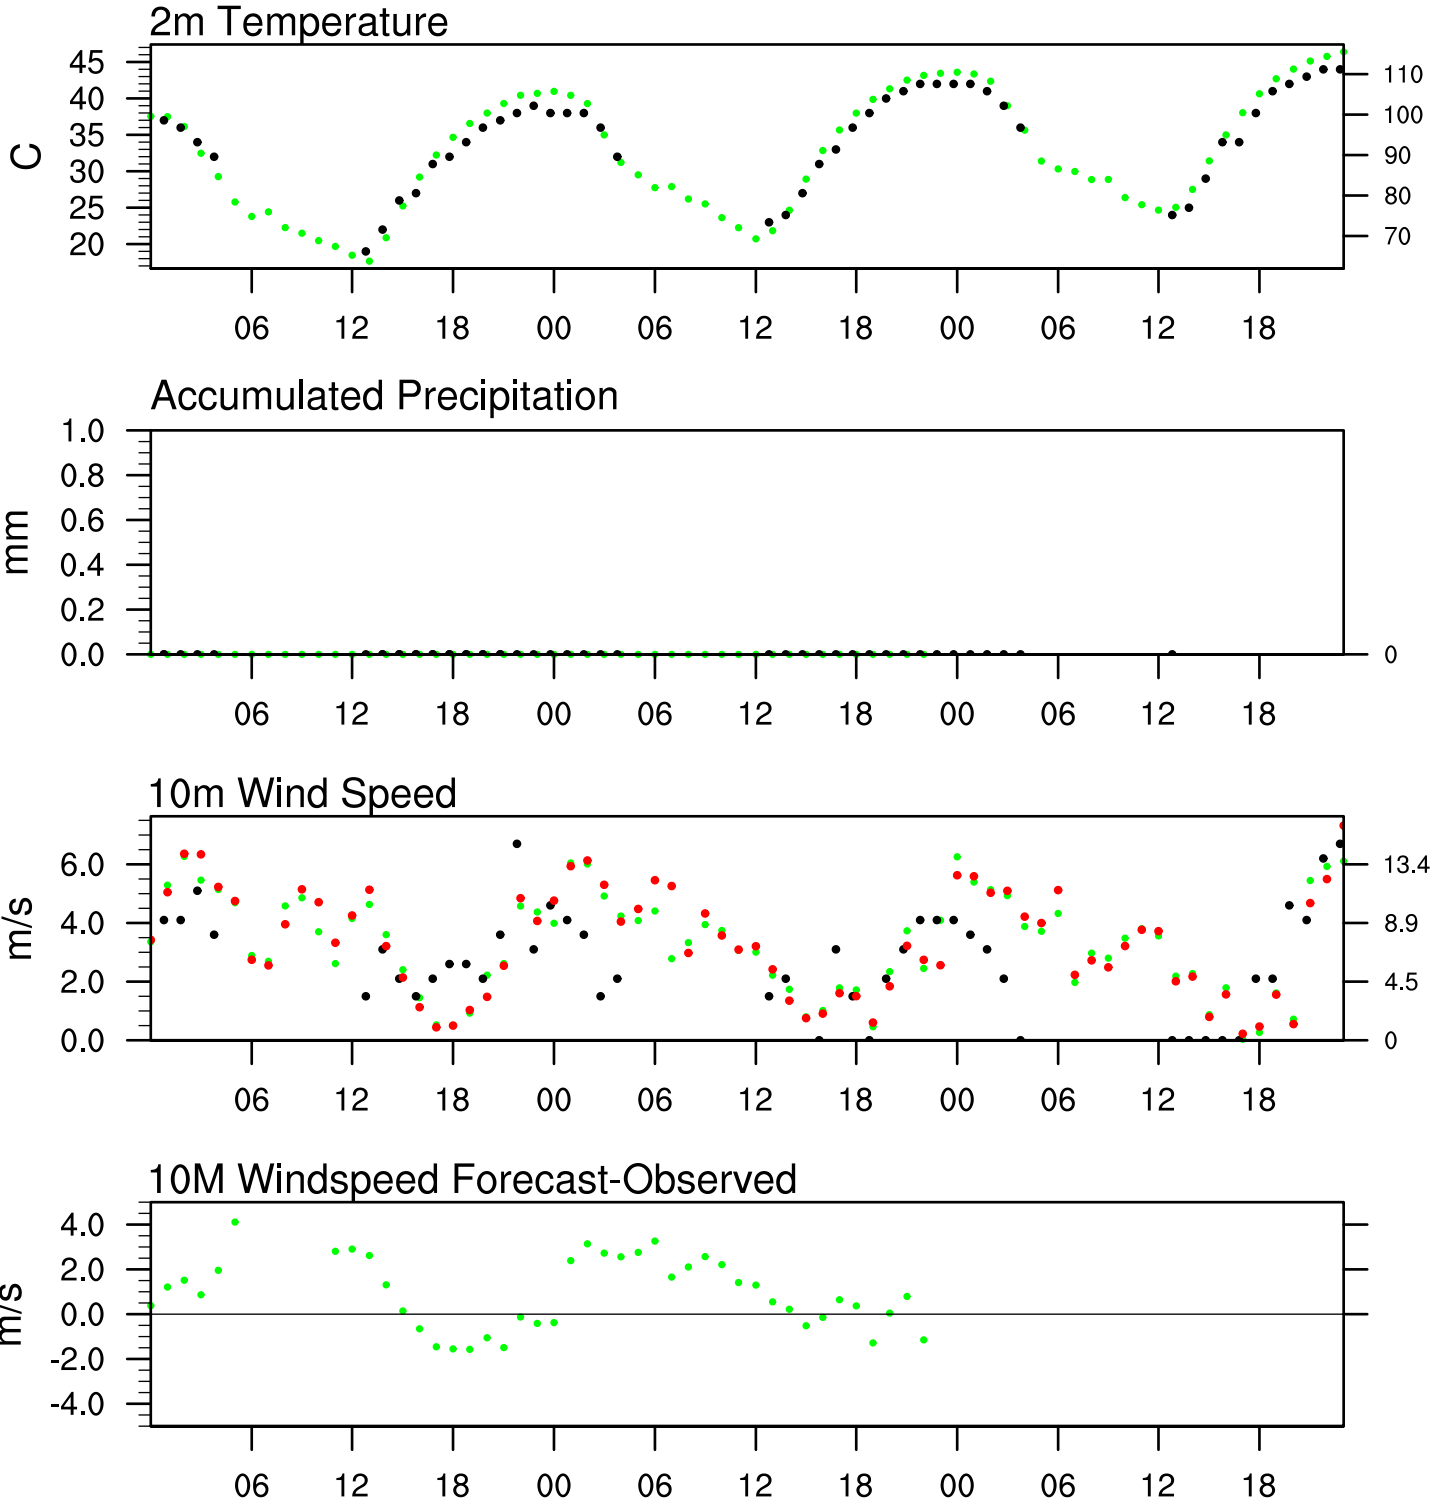 2m Temperature
45 110
40 100
35
C
30 90
25 80
20 70
06 12 18 00 06 12 18 00 06 12 18
Accumulated Precipitation
1.0
0.8
0.6
mm
0.4
0.2
0.0 0
06 12 18 00 06 12 18 00 06 12 18
10m Wind Speed
6.0 13.4
4.0 8.9
m/s
2.0 4.5
0.0 0
06 12 18 00 06 12 18 00 06 12 18
10M Windspeed Forecast-Observed
4.0
2.0
0.0
m/s
-2.0
-4.0
06 12 18 00 06 12 18 00 06 12 18